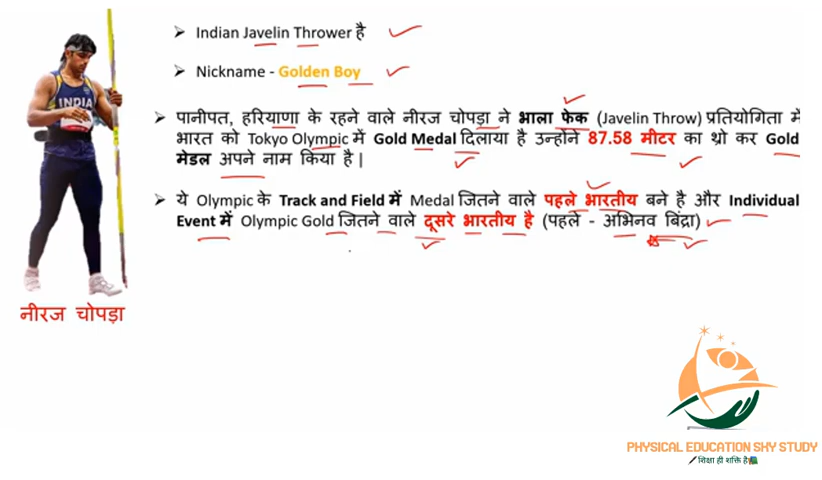 ➢ Indian Javelin Thrower है
➢ Nickname - Golden Boy
INDIA
➢ पानीपत, हरियाणा के रहने वाले नीरज चोपड़ा ने भाला फेक (Javelin Throw) प्रतियोगिता में
भारत को Tokyo Olympic में Gold Medal दिलाया है उन्होंने 87.58 मीटर का थ्रो कर Gold
मेडल अपने नाम किया है |
➢ ये Olympic के Track and Field में Medal जितने वाले पहले भारतीय बने है और Individual
Event में Olympic Gold जितने वाले दूसरे भारतीय है (पहले - अभिनव बिंद्रा)
नीरज चोपड़ा
PHYSICAL EDUCATION SKY STUDY
शिक्षा ही शक्ति है